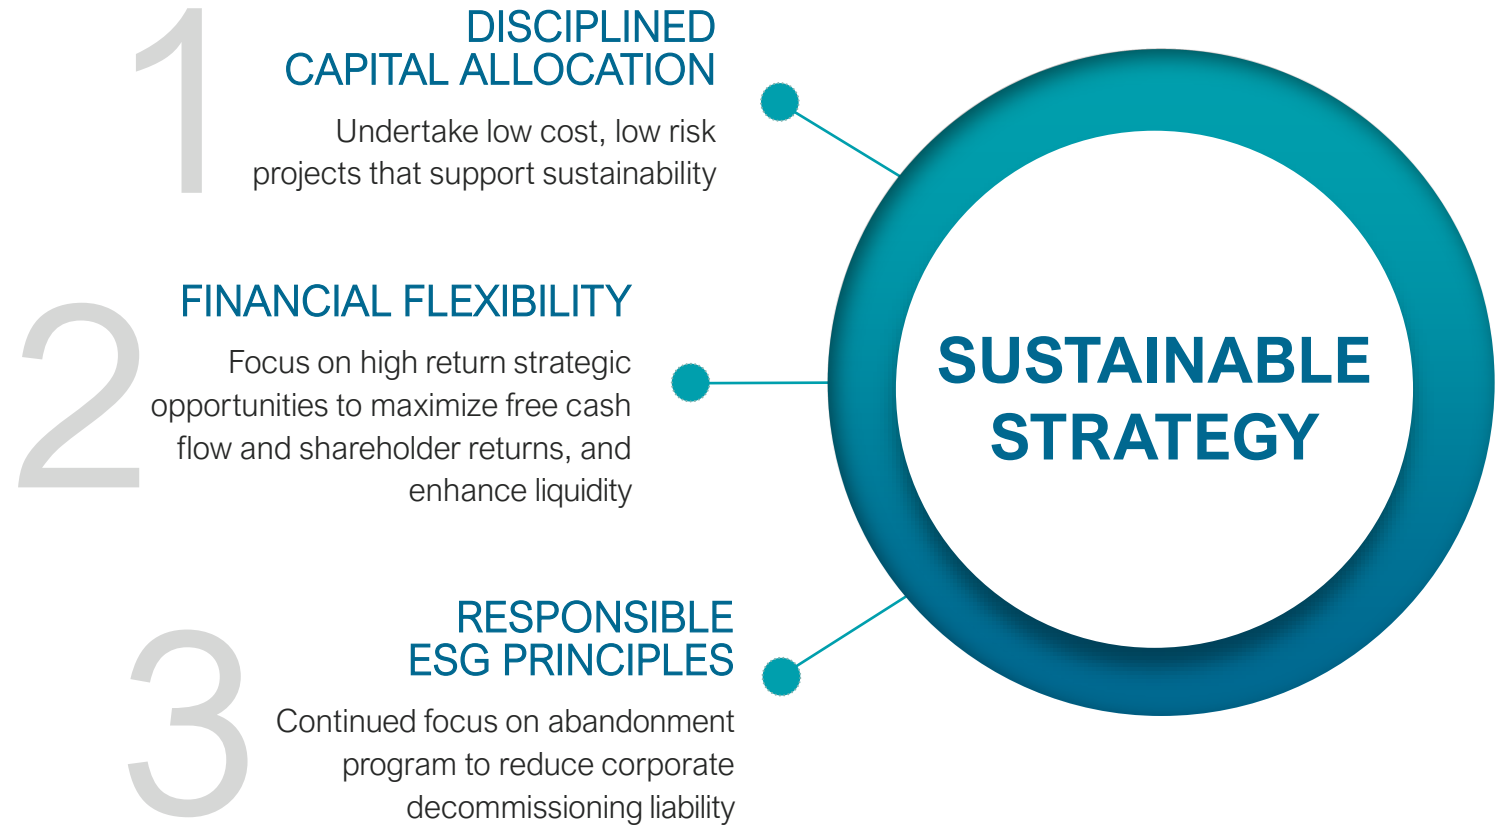 1
DISCIPLINED
CAPITAL ALLOCATION
Undertake low cost, low risk
projects that support sustainability
2
FINANCIAL FLEXIBILITY
Focus on high return strategic
opportunities to maximize free cash
flow and shareholder returns, and
enhance liquidity
3
RESPONSIBLE
ESG PRINCIPLES
Continued focus on abandonment
program to reduce corporate
decommissioning liability
SUSTAINABLE
STRATEGY